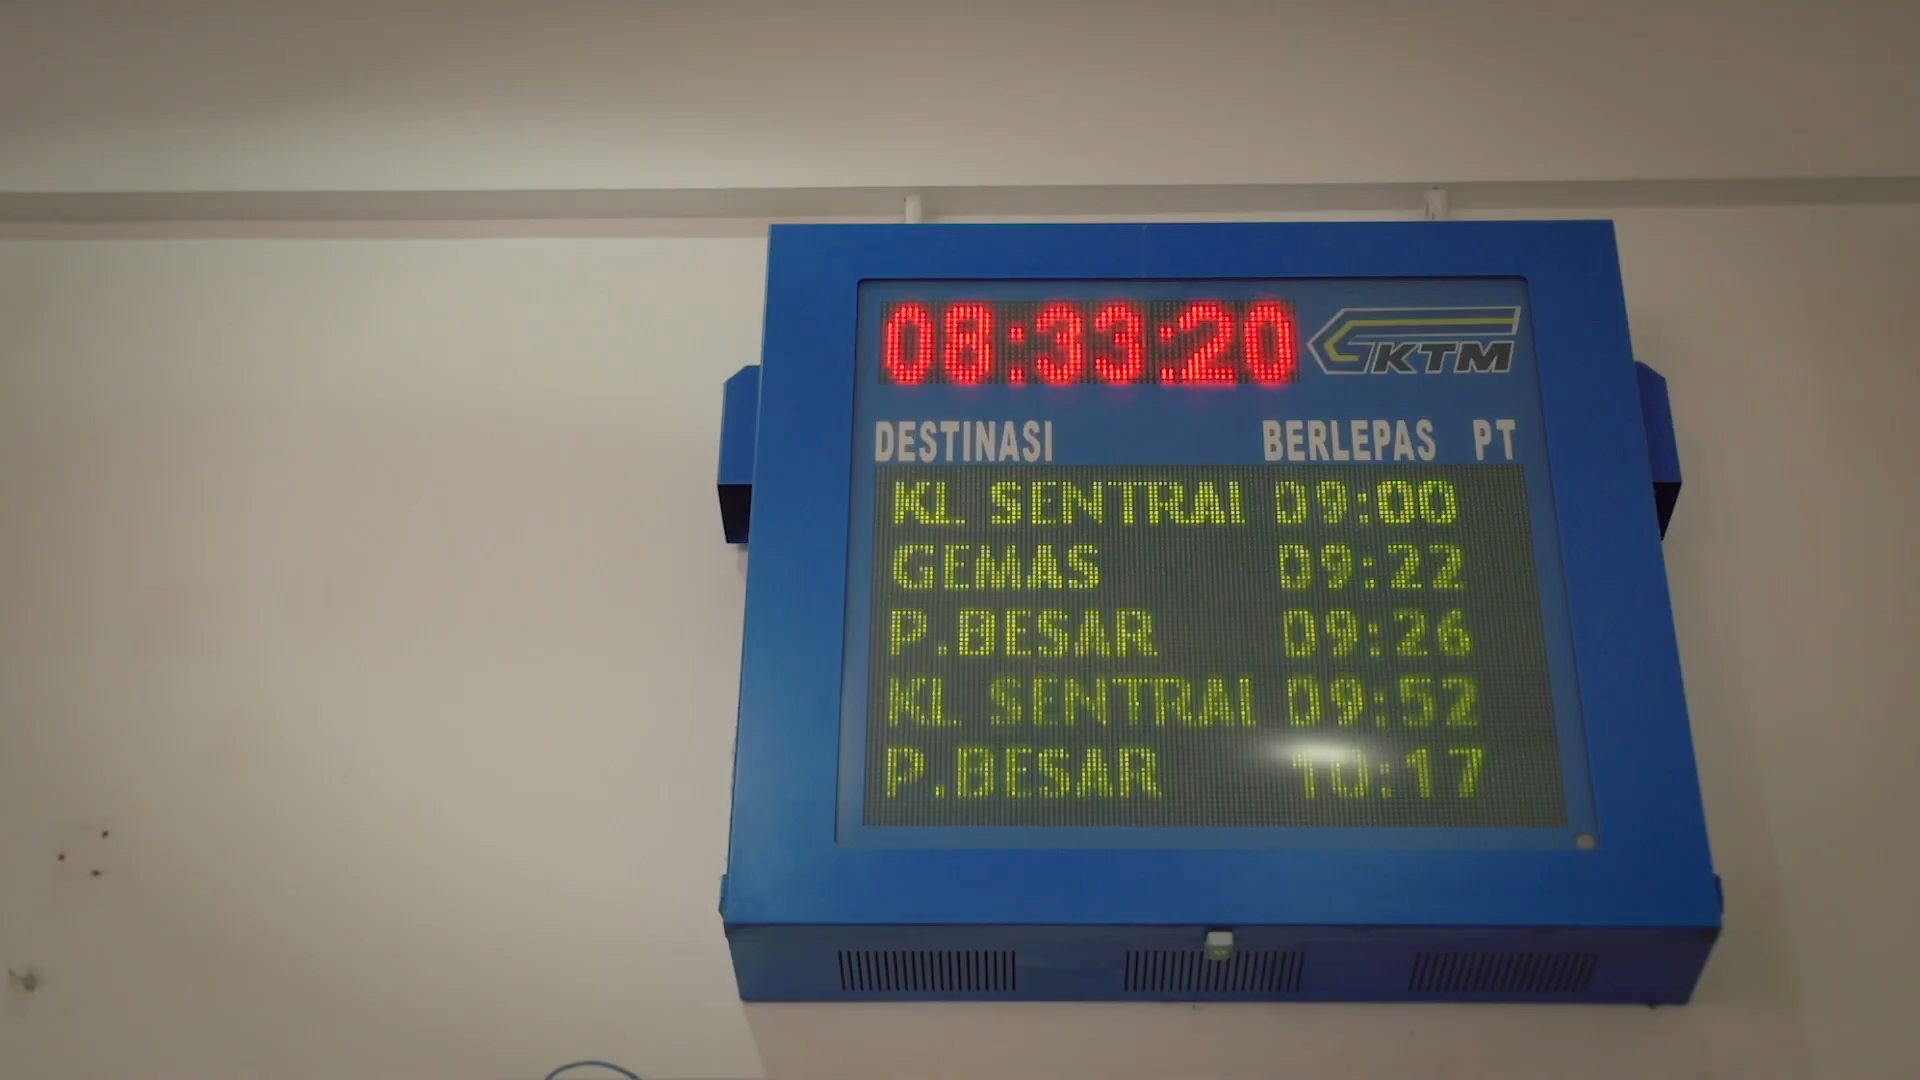 08:33:20 KTM
DESTINASI BERLEPAS PT
KL SENTRAL 09:00
GEMAS 09:22
P.BESAR 09:26
KL SENTRAL 09:52
P.BESAR 10:17